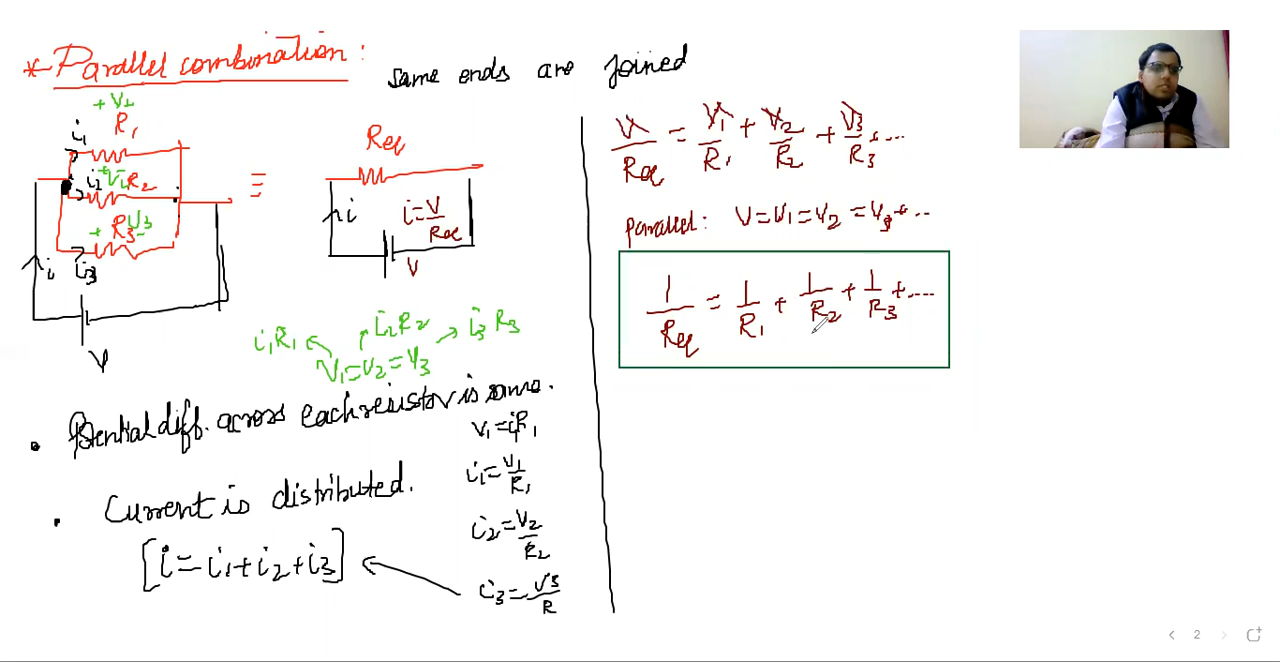 * Parallel combination :
same ends are joined
+ V1
i1 R1
i2 + V2 R2
+ R3 V3
i3
i
V
≡
Req
i
i = V/Req
V
i1R1 i2R2 i3R3
V1 = V2 = V3
• Potential diff. across each resistor is same.
V1 = i1R1
i1 = V1/R1
• Current is distributed.
i2 = V2/R2
[i = i1 + i2 + i3]
i3 = V3/R
V/Req = V1/R1 + V2/R2 + V3/R3 + ...
Parallel: V = V1 = V2 = V3 + ..
1/Req = 1/R1 + 1/R2 + 1/R3 + ....
< 2 >